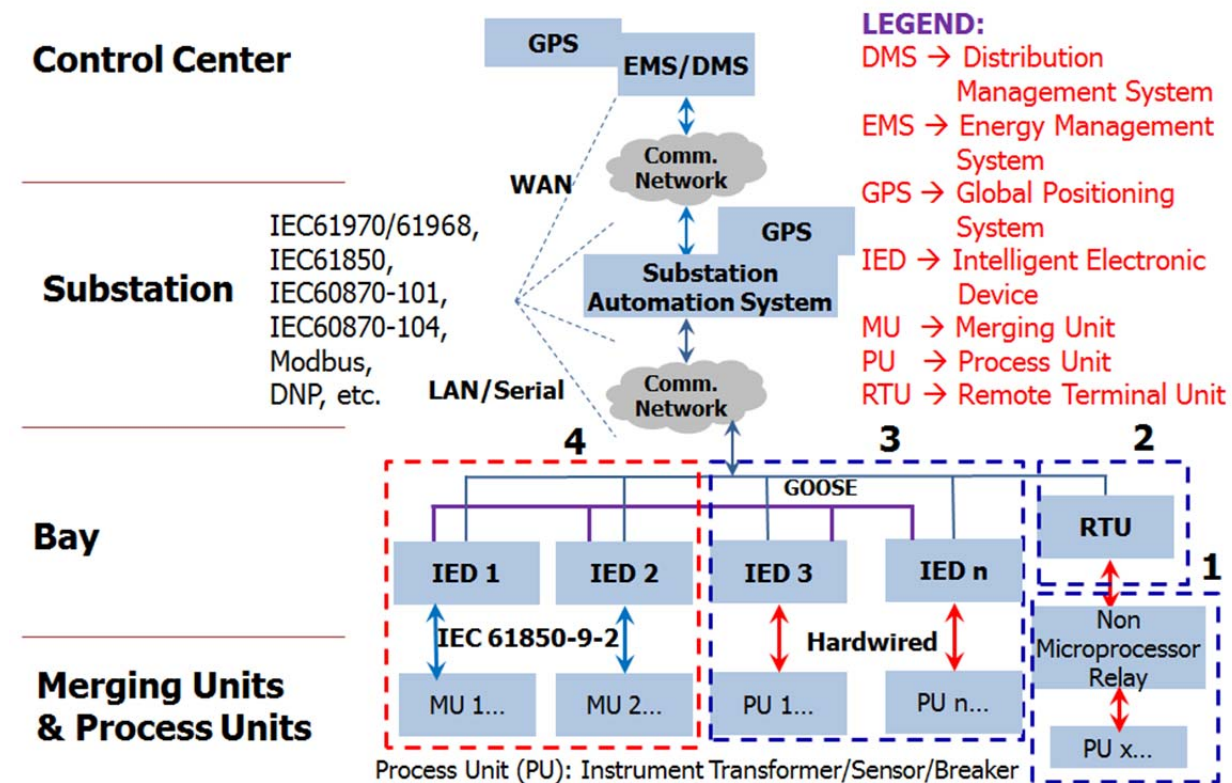 Control Center
GPS
EMS/DMS
Comm.
Network
WAN
LEGEND:
DMS → Distribution
Management System
EMS → Energy Management
System
GPS → Global Positioning
System
IED → Intelligent Electronic
Device
MU → Merging Unit
PU → Process Unit
RTU → Remote Terminal Unit
Substation
IEC61970/61968,
IEC61850,
IEC60870-101,
IEC60870-104,
Modbus,
DNP, etc.
GPS
Substation
Automation System
LAN/Serial
Comm.
Network
4
3
2
1
Bay
GOOSE
IED 1
IED 2
IED 3
IED n
RTU
IEC 61850-9-2
Hardwired
Non
Microprocessor
Relay
Merging Units
& Process Units
MU 1...
MU 2...
PU 1...
PU n...
PU x...
Process Unit (PU): Instrument Transformer/Sensor/Breaker